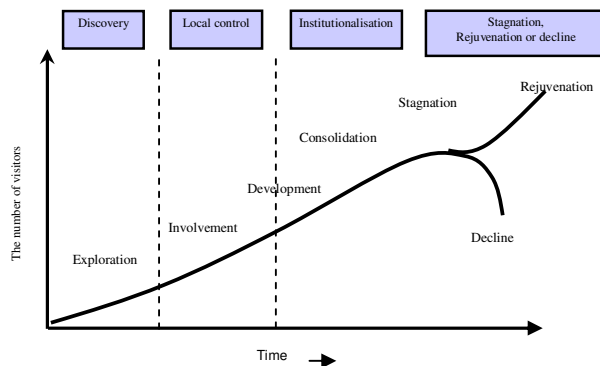 Discovery
Local control
Institutionalisation
Stagnation,
Rejuvenation or decline
Rejuvenation
Stagnation
Consolidation
Development
Involvement
Exploration
Decline
The number of visitors
Time